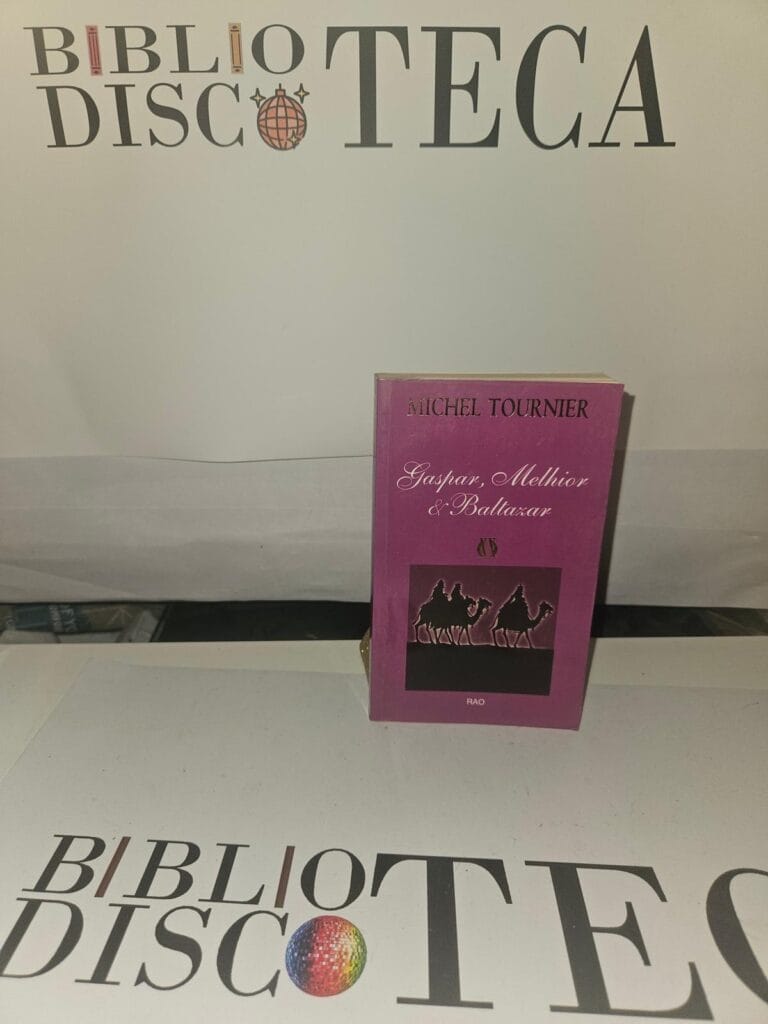 BIBLIO
DISCOTECA
MICHEL TOURNIER
Gaspar, Melhior
& Baltazar
RAO
BIBLIO
DISCOTEC